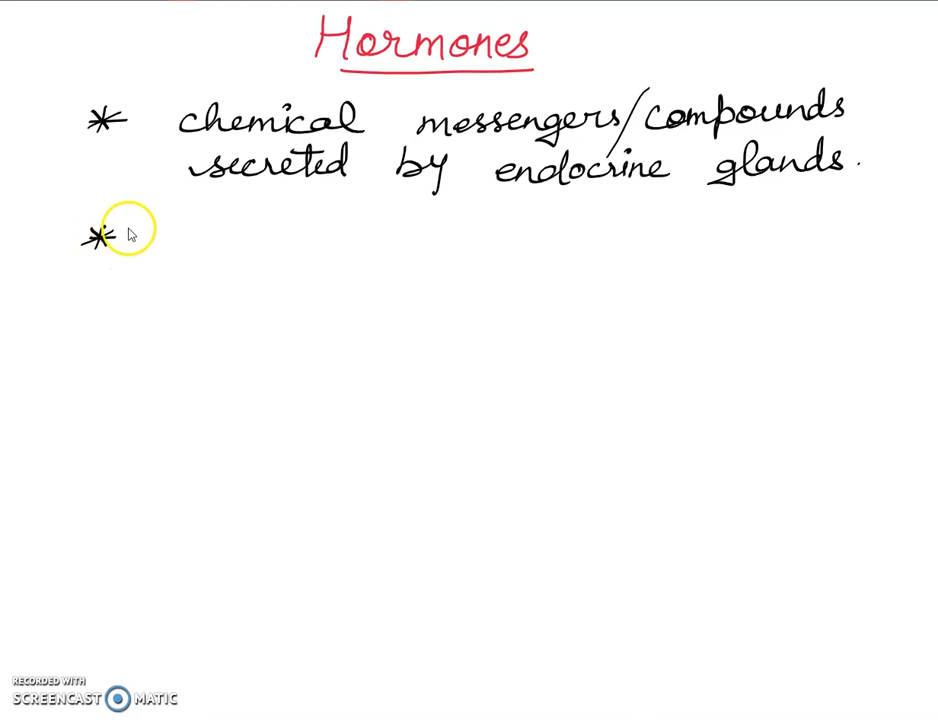 Hormones
* chemical messengers/compounds
secreted by endocrine glands.
*
RECORDED WITH
SCREENCAST MATIC